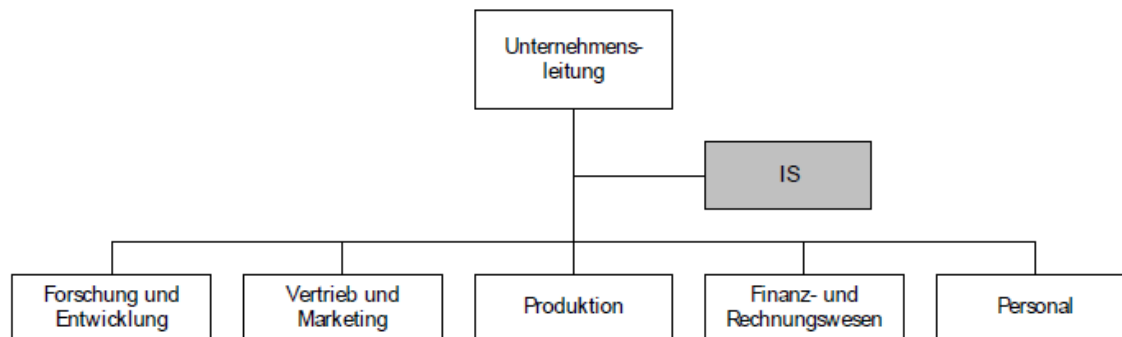 Unternehmens-
leitung
IS
Forschung und
Entwicklung
Vertrieb und
Marketing
Produktion
Finanz- und
Rechnungswesen
Personal